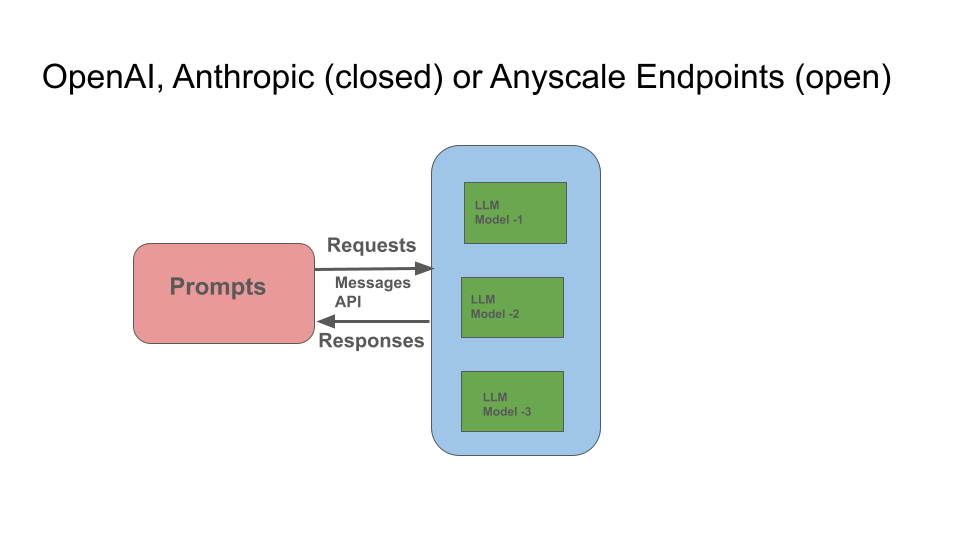 OpenAI, Anthropic (closed) or Anyscale Endpoints (open)
Prompts
Requests
Messages
API
Responses
LLM
Model -1
LLM
Model -2
LLM
Model -3